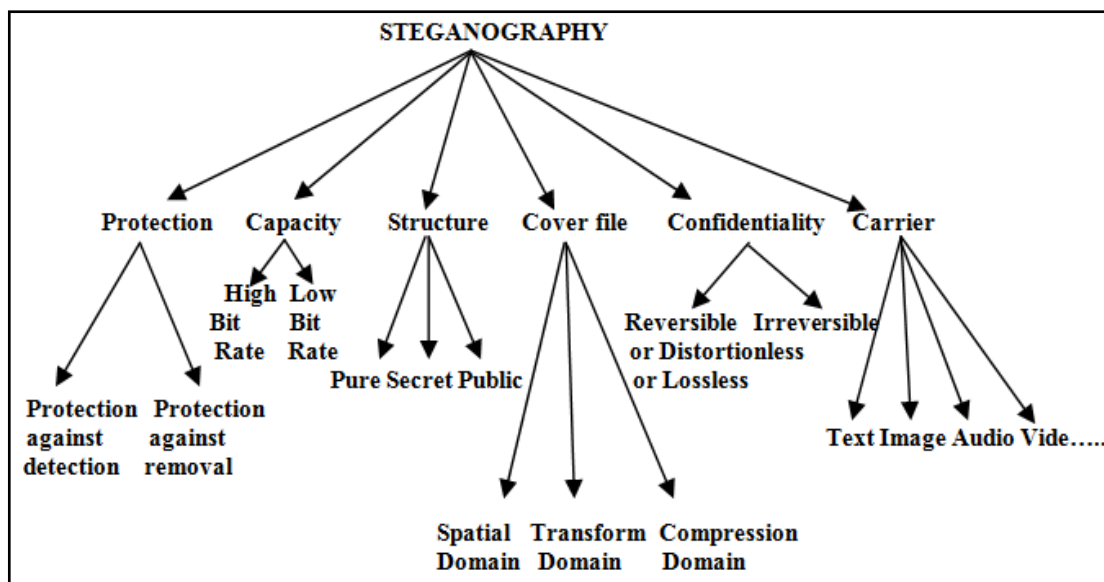 STEGANOGRAPHY
Protection Capacity Structure Cover file Confidentiality Carrier
High Low
Bit Bit
Rate Rate
Reversible Irreversible
or Distortionless
or Lossless
Pure Secret Public
Protection Protection
against against
detection removal
Text Image Audio Vide…..
Spatial Transform Compression
Domain Domain Domain